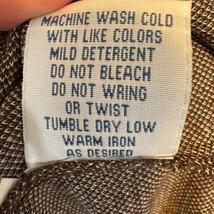 MACHINE WASH COLD
WITH LIKE COLORS
MILD DETERGENT
DO NOT BLEACH
DO NOT WRING
OR TWIST
TUMBLE DRY LOW
WARM IRON
AS DESIRED